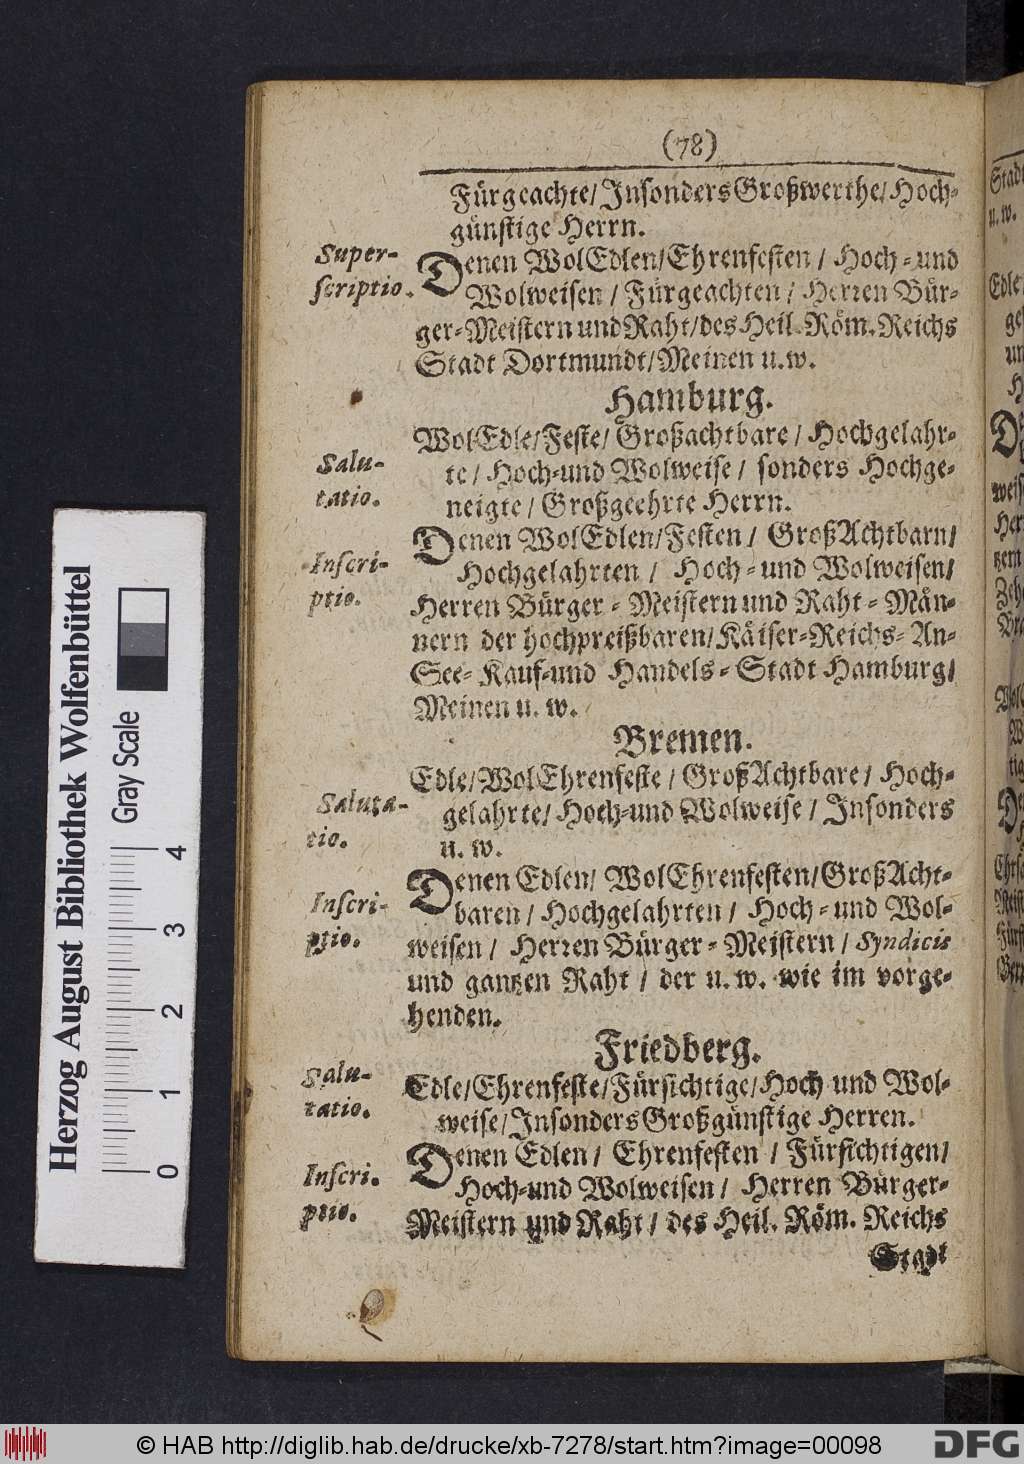 (78)
Fürgeachte/ Insonders Großwerthe/ Hoch-
günstige Herrn.
Super-
scriptio.
Denen WolEdlen/ Ehrenfesten / Hoch- und
Wolweisen / Fürgeachten / Herren Bür-
ger-Meistern und Raht/ des Heil. Röm. Reichs
Stadt Dortmundt/ Meinen u.w.
Hamburg.
Salu-
tatio.
WolEdle/ Feste/ Großachtbare / Hochgelahr-
te / Hoch-und Wolweise / sonders Hochge-
neigte / Großgeehrte Herrn.
Inscri-
ptio.
Denen WolEdlen/ Festen / GroßAchtbarn/
Hochgelahrten / Hoch- und Wolweisen/
Herren Bürger- Meistern und Raht- Män-
nern der hochpreißbaren/ Käiser-Reichs- An-
See- Kauf-und Handels- Stadt Hamburg/
Meinen u. w.
Bremen.
Saluta-
tio.
Edle/ WolEhrenfeste / GroßAchtbare / Hoch-
gelahrte/ Hoch-und Wolweise / Insonders
u. w.
Inscri-
ptio.
Denen Edlen/ WolEhrenfesten/ GroßAcht-
baren / Hochgelahrten / Hoch- und Wol-
weisen / Herren Bürger- Meistern / Syndicis
und gantzen Raht / der u. w. wie im vorge-
henden.
Friedberg.
Salu-
tatio.
Edle/ Ehrenfeste/ Fürsichtige/ Hoch und Wol-
weise/ Insonders Großgünstige Herren.
Inscri.
ptio.
Denen Edlen / Ehrenfesten / Fürsichtigen/
Hoch-und Wolweisen / Herren Bürger-
Meistern und Raht / des Heil. Röm. Reichs
Stadt
Herzog August Bibliothek Wolfenbüttel
Gray Scale
0 1 2 3 4
© HAB http://diglib.hab.de/drucke/xb-7278/start.htm?image=00098
DFG